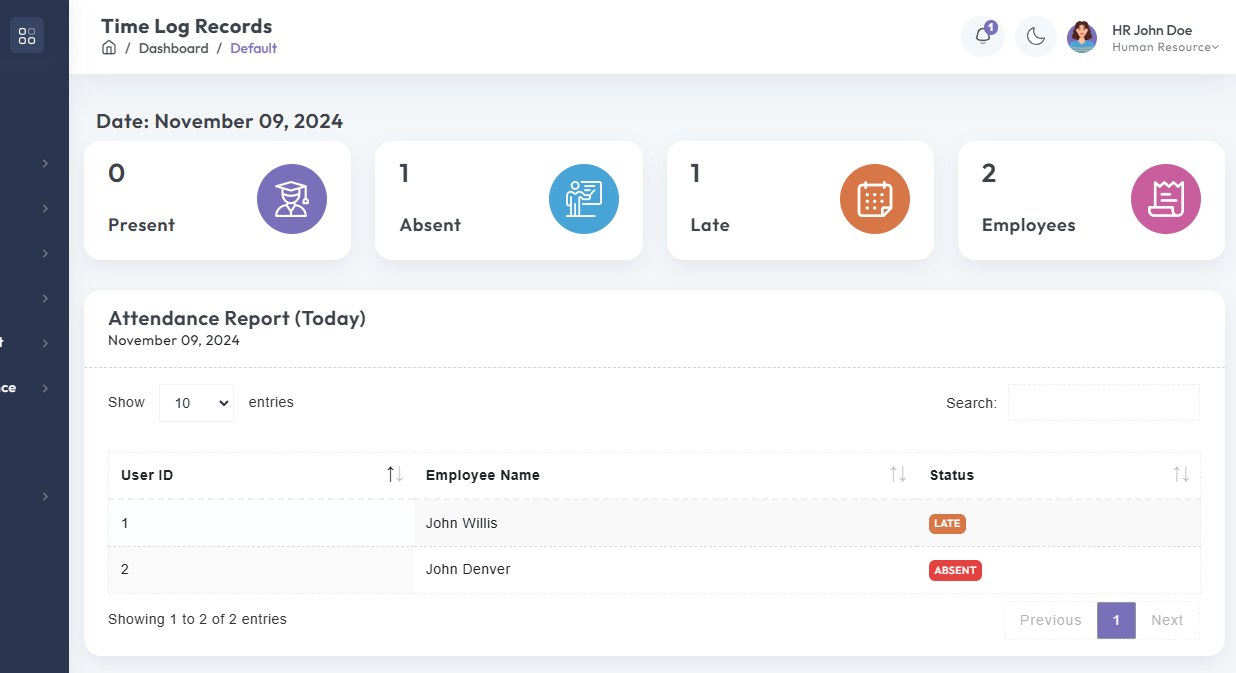 Time Log Records
/ Dashboard / Default
1
HR John Doe
Human Resource
Date: November 09, 2024
0
Present
1
Absent
1
Late
2
Employees
Attendance Report (Today)
November 09, 2024
Show 10 entries
Search:
User ID Employee Name Status
1 John Willis LATE
2 John Denver ABSENT
Showing 1 to 2 of 2 entries
Previous 1 Next